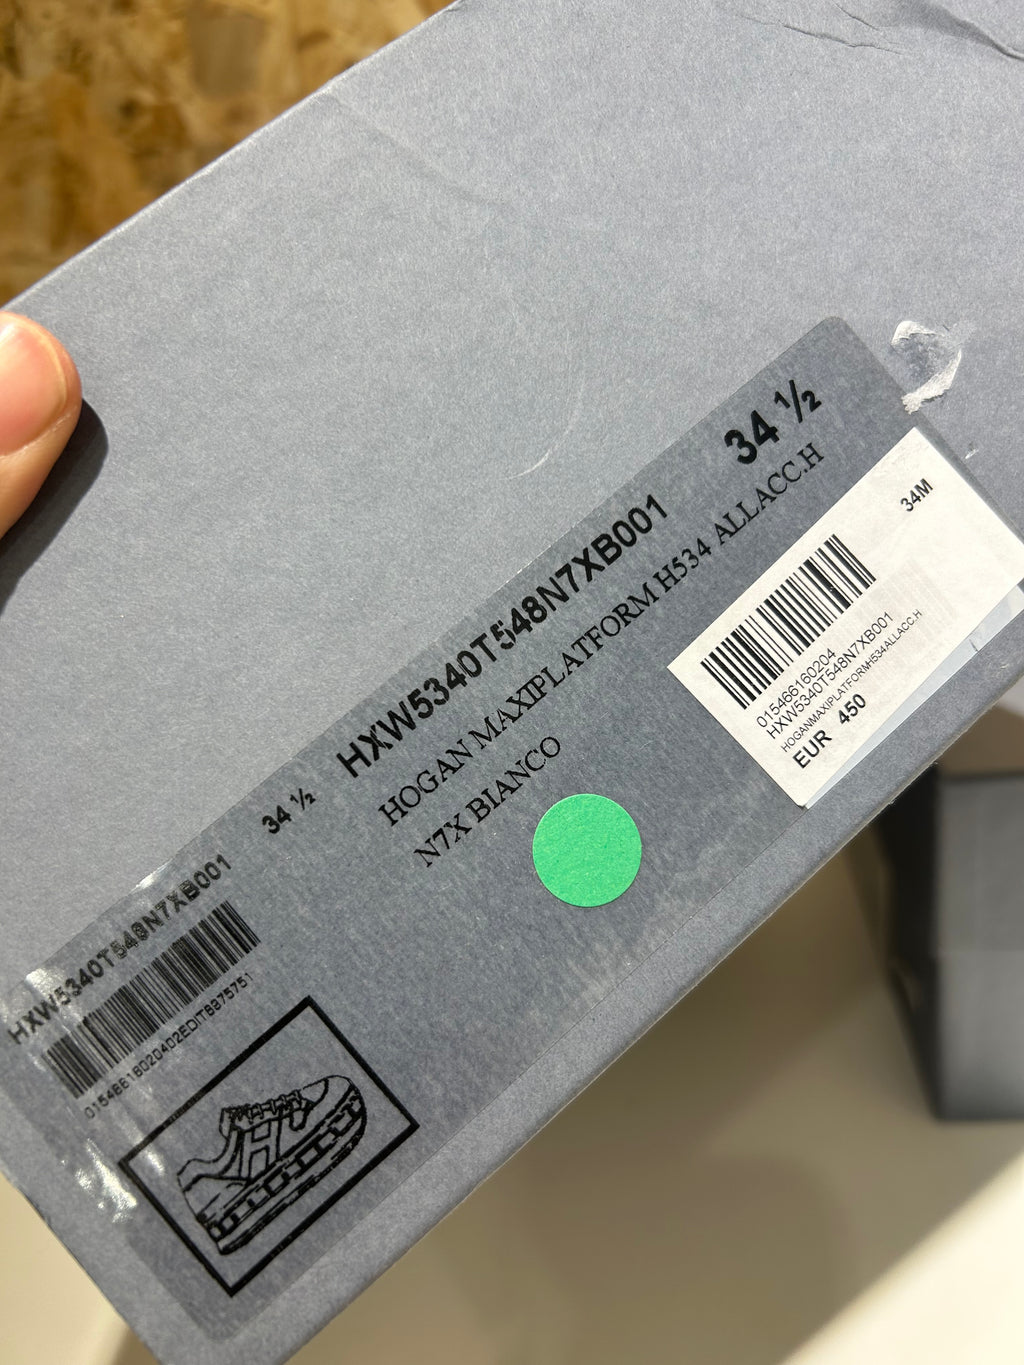 34 ½
HXW5340T548N7XB001
HOGAN MAXIPLATFORM H534 ALLACC.H
N7X BIANCO
34 ½
HXW5340T548N7XB001
H
34M
015466160204
HXW5340T548N7XB001
HOGANMAXIPLATFORMH534ALLACC.H
EUR 450